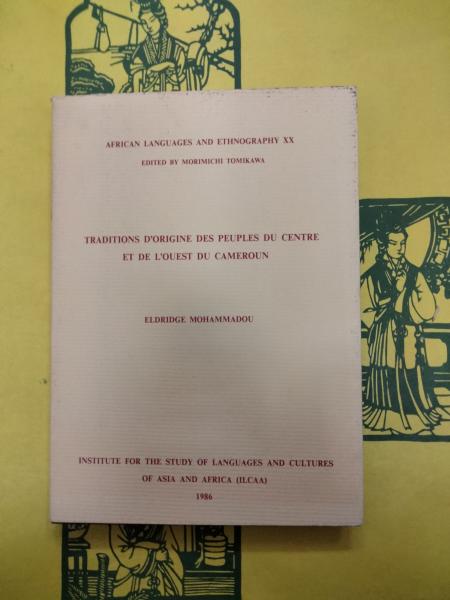 AFRICAN LANGUAGES AND ETHNOGRAPHY XX
EDITED BY MORIMICHI TOMIKAWA
TRADITIONS D'ORIGINE DES PEUPLES DU CENTRE
ET DE L'OUEST DU CAMEROUN
ELDRIDGE MOHAMMADOU
INSTITUTE FOR THE STUDY OF LANGUAGES AND CULTURES
OF ASIA AND AFRICA (ILCAA)
1986